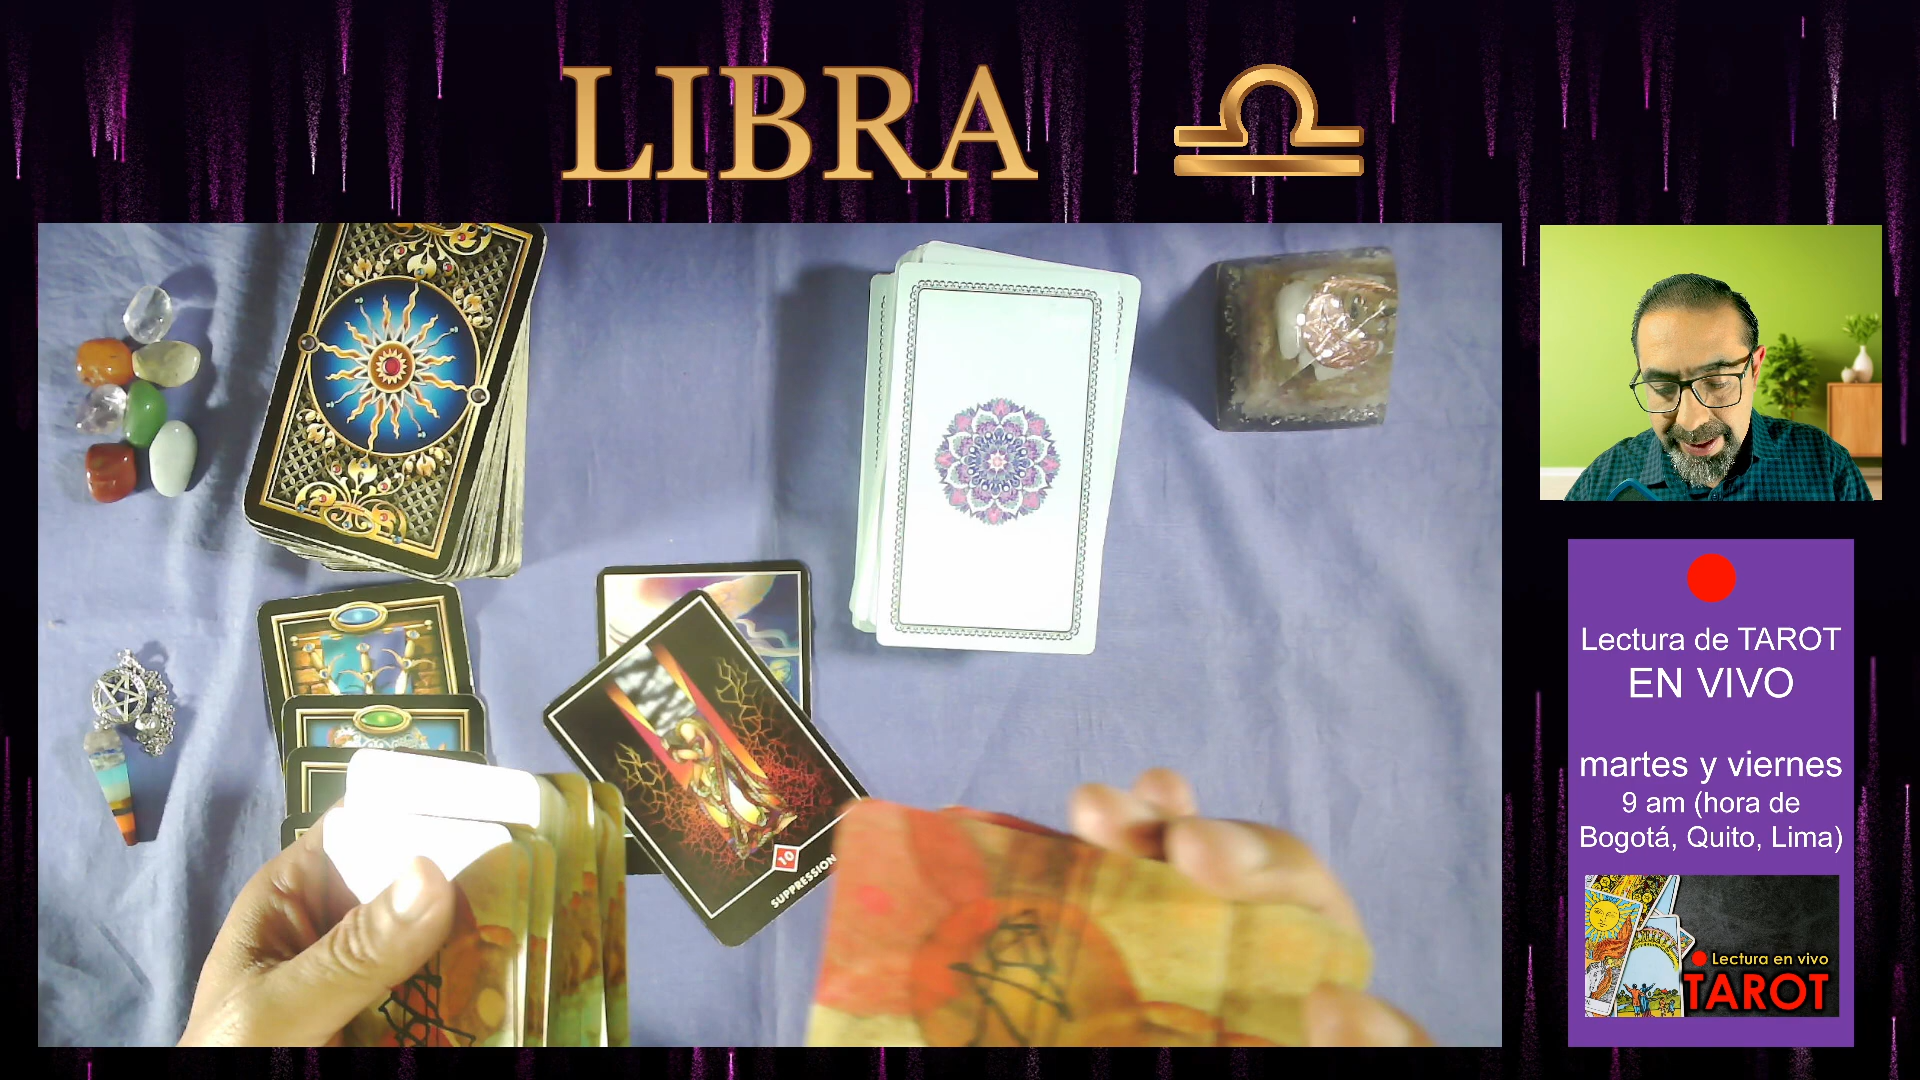 LIBRA
10
SUPPRESSION
Lectura de TAROT
EN VIVO
martes y viernes
9 am (hora de
Bogotá, Quito, Lima)
Lectura en vivo
TAROT